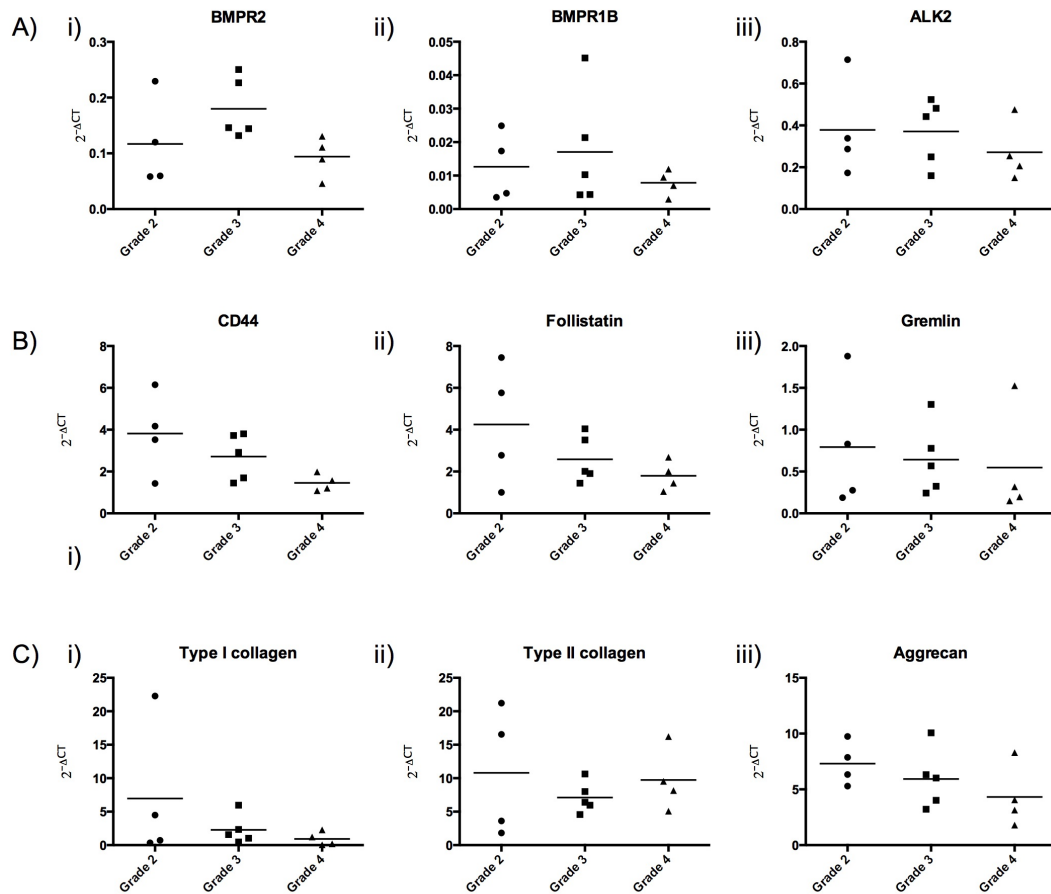 A) i) BMPR2 ii) BMPR1B iii) ALK2
0.3 0.05 0.8
0.04
0.2 0.6
0.03
2-ΔCT 2-ΔCT 2-ΔCT
0.4
0.02
0.1 0.2
0.01
0.0 0.00 0.0
Grade 2 Grade 3 Grade 4 Grade 2 Grade 3 Grade 4 Grade 2 Grade 3 Grade 4
B) CD44 ii) Follistatin iii) Gremlin
8 8 2.0
6 6 1.5
2-ΔCT 2-ΔCT 2-ΔCT
4 4 1.0
2 2 0.5
0 0 0.0
Grade 2 Grade 3 Grade 4 Grade 2 Grade 3 Grade 4 Grade 2 Grade 3 Grade 4
i)
C) i) Type I collagen ii) Type II collagen iii) Aggrecan
25 25 15
20 20
15 15 10
2-ΔCT 2-ΔCT 2-ΔCT
10 10
5 5 5
0 0 0
Grade 2 Grade 3 Grade 4 Grade 2 Grade 3 Grade 4 Grade 2 Grade 3 Grade 4